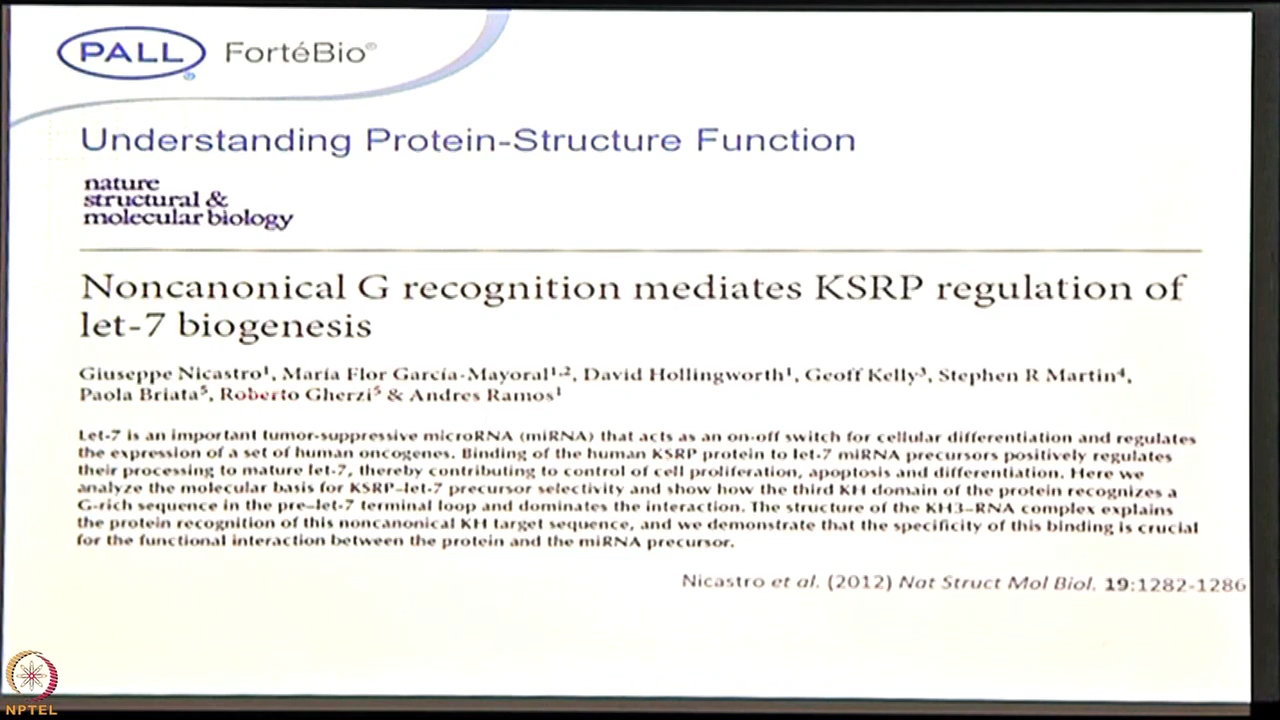 PALL FortéBio®
Understanding Protein-Structure Function
nature
structural &
molecular biology
Noncanonical G recognition mediates KSRP regulation of
let-7 biogenesis
Giuseppe Nicastro¹, María Flor García-Mayoral¹,², David Hollingworth¹, Geoff Kelly³, Stephen R Martin⁴,
Paola Briata⁵, Roberto Gherzi⁵ & Andres Ramos¹
Let-7 is an important tumor-suppressive microRNA (miRNA) that acts as an on-off switch for cellular differentiation and regulates
the expression of a set of human oncogenes. Binding of the human KSRP protein to let-7 miRNA precursors positively regulates
their processing to mature let-7, thereby contributing to control of cell proliferation, apoptosis and differentiation. Here we
analyze the molecular basis for KSRP–let-7 precursor selectivity and show how the third KH domain of the protein recognizes a
G-rich sequence in the pre–let-7 terminal loop and dominates the interaction. The structure of the KH3–RNA complex explains
the protein recognition of this noncanonical KH target sequence, and we demonstrate that the specificity of this binding is crucial
for the functional interaction between the protein and the miRNA precursor.
Nicastro et al. (2012) Nat Struct Mol Biol. 19:1282-1286
NPTEL